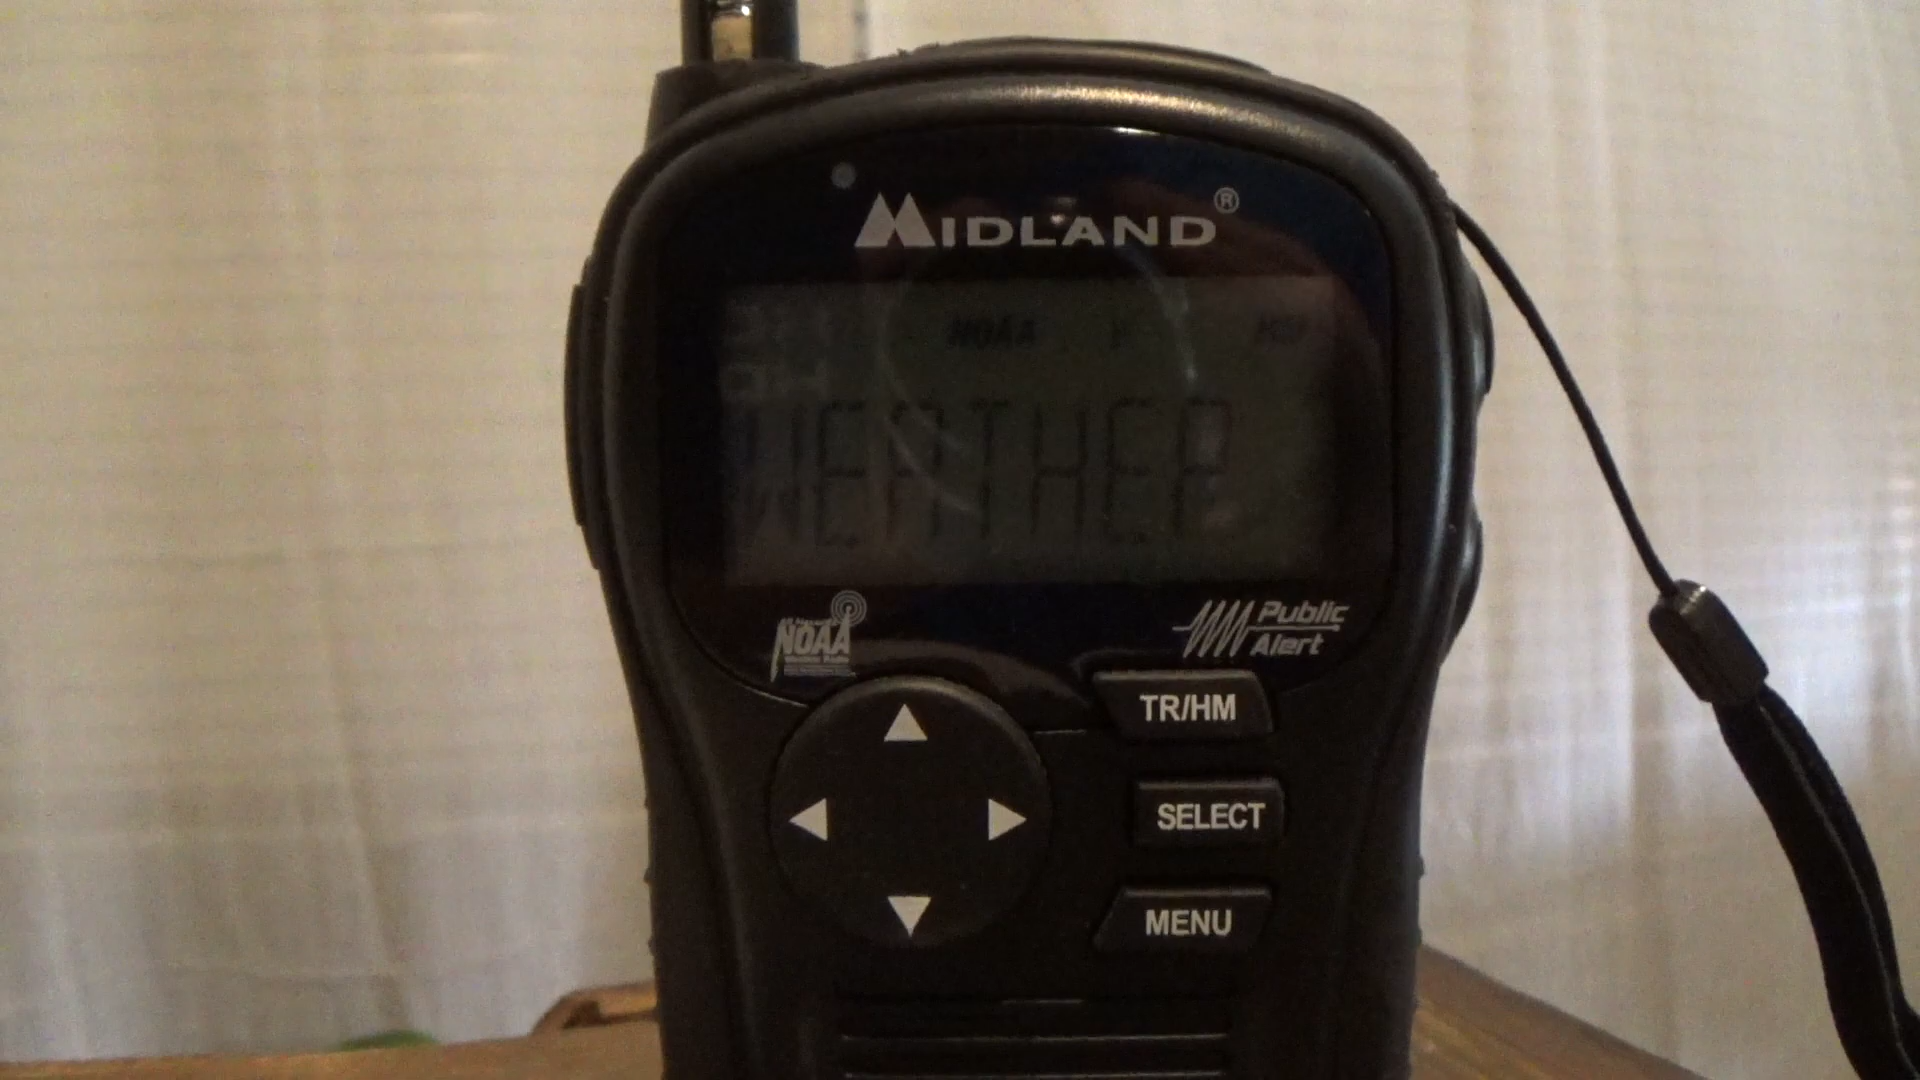 MIDLAND®
NOAA
WEATHER
NOAA
Public
Alert
TR/HM
SELECT
MENU